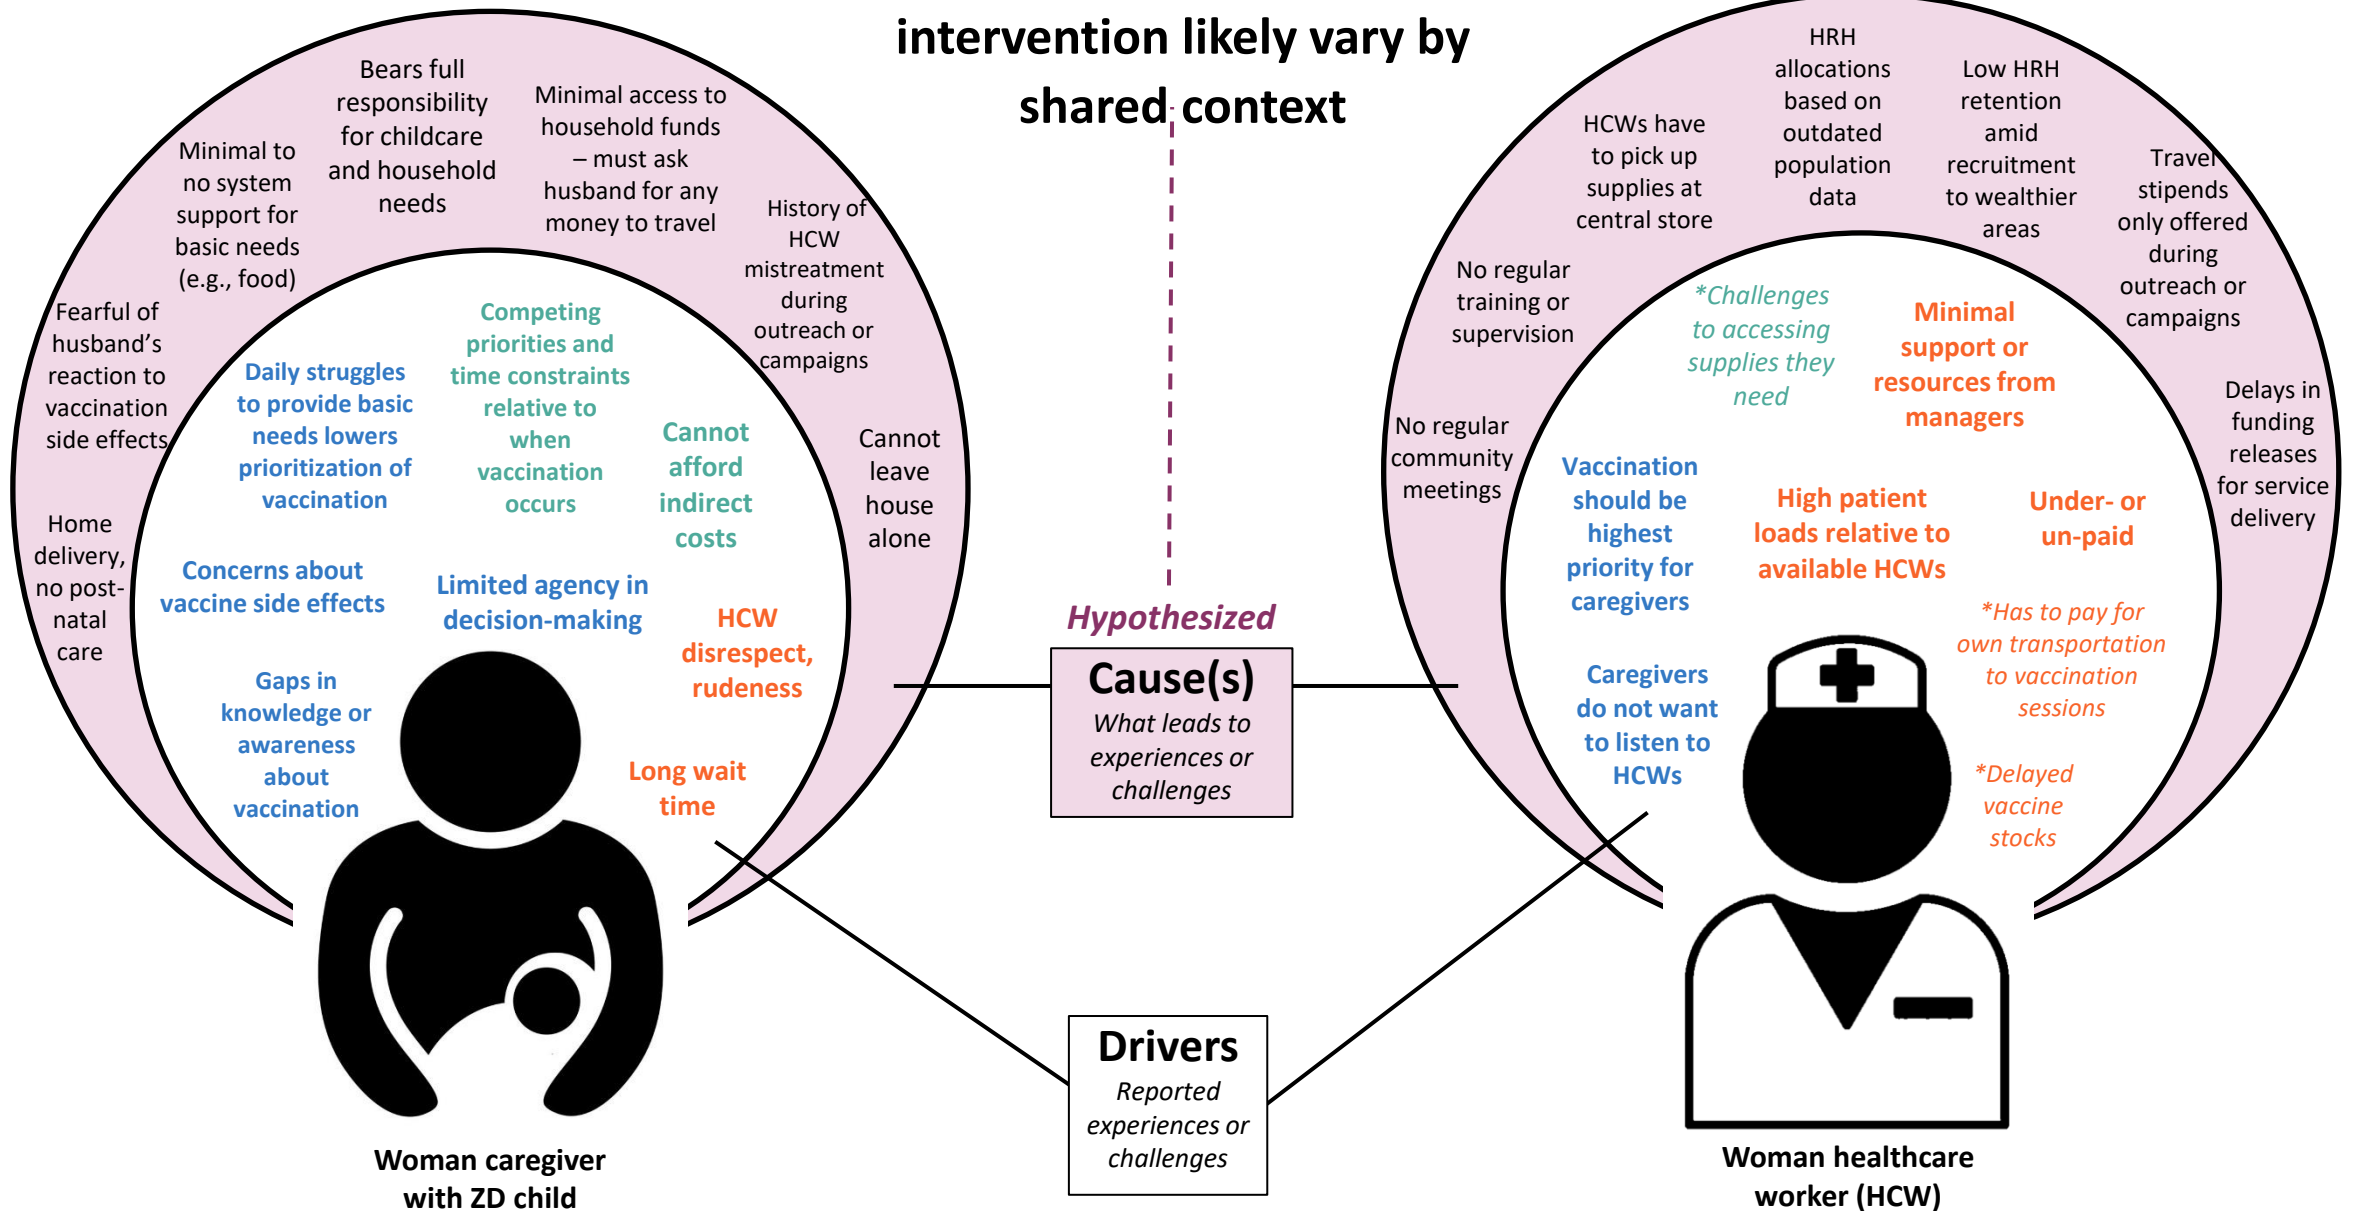 intervention likely vary by
shared context
Bears full
responsibility
for childcare
and household
needs
Minimal access to
household funds
– must ask
husband for any
money to travel
Minimal to
no system
support for
basic needs
(e.g., food)
History of
HCW
mistreatment
during
outreach or
campaigns
Fearful of
husband's
reaction to
vaccination
side effects
Cannot
leave
house
alone
Home
delivery,
no post-
natal
care
Daily struggles
to provide basic
needs lowers
prioritization of
vaccination
Competing
priorities and
time constraints
relative to
when
vaccination
occurs
Cannot
afford
indirect
costs
Concerns about
vaccine side effects
Limited agency in
decision-making
HCW
disrespect,
rudeness
Gaps in
knowledge or
awareness
about
vaccination
Long wait
time
Woman caregiver
with ZD child
Hypothesized
Cause(s)
What leads to
experiences or
challenges
Drivers
Reported
experiences or
challenges
HRH
allocations
based on
outdated
population
data
Low HRH
retention
amid
recruitment
to wealthier
areas
HCWs have
to pick up
supplies at
central store
Travel
stipends
only offered
during
outreach or
campaigns
No regular
training or
supervision
No regular
community
meetings
Delays in
funding
releases
for service
delivery
*Challenges
to accessing
supplies they
need
Minimal
support or
resources from
managers
Vaccination
should be
highest
priority for
caregivers
High patient
loads relative to
available HCWs
Under- or
un-paid
*Has to pay for
own transportation
to vaccination
sessions
Caregivers
do not want
to listen to
HCWs
*Delayed
vaccine
stocks
Woman healthcare
worker (HCW)